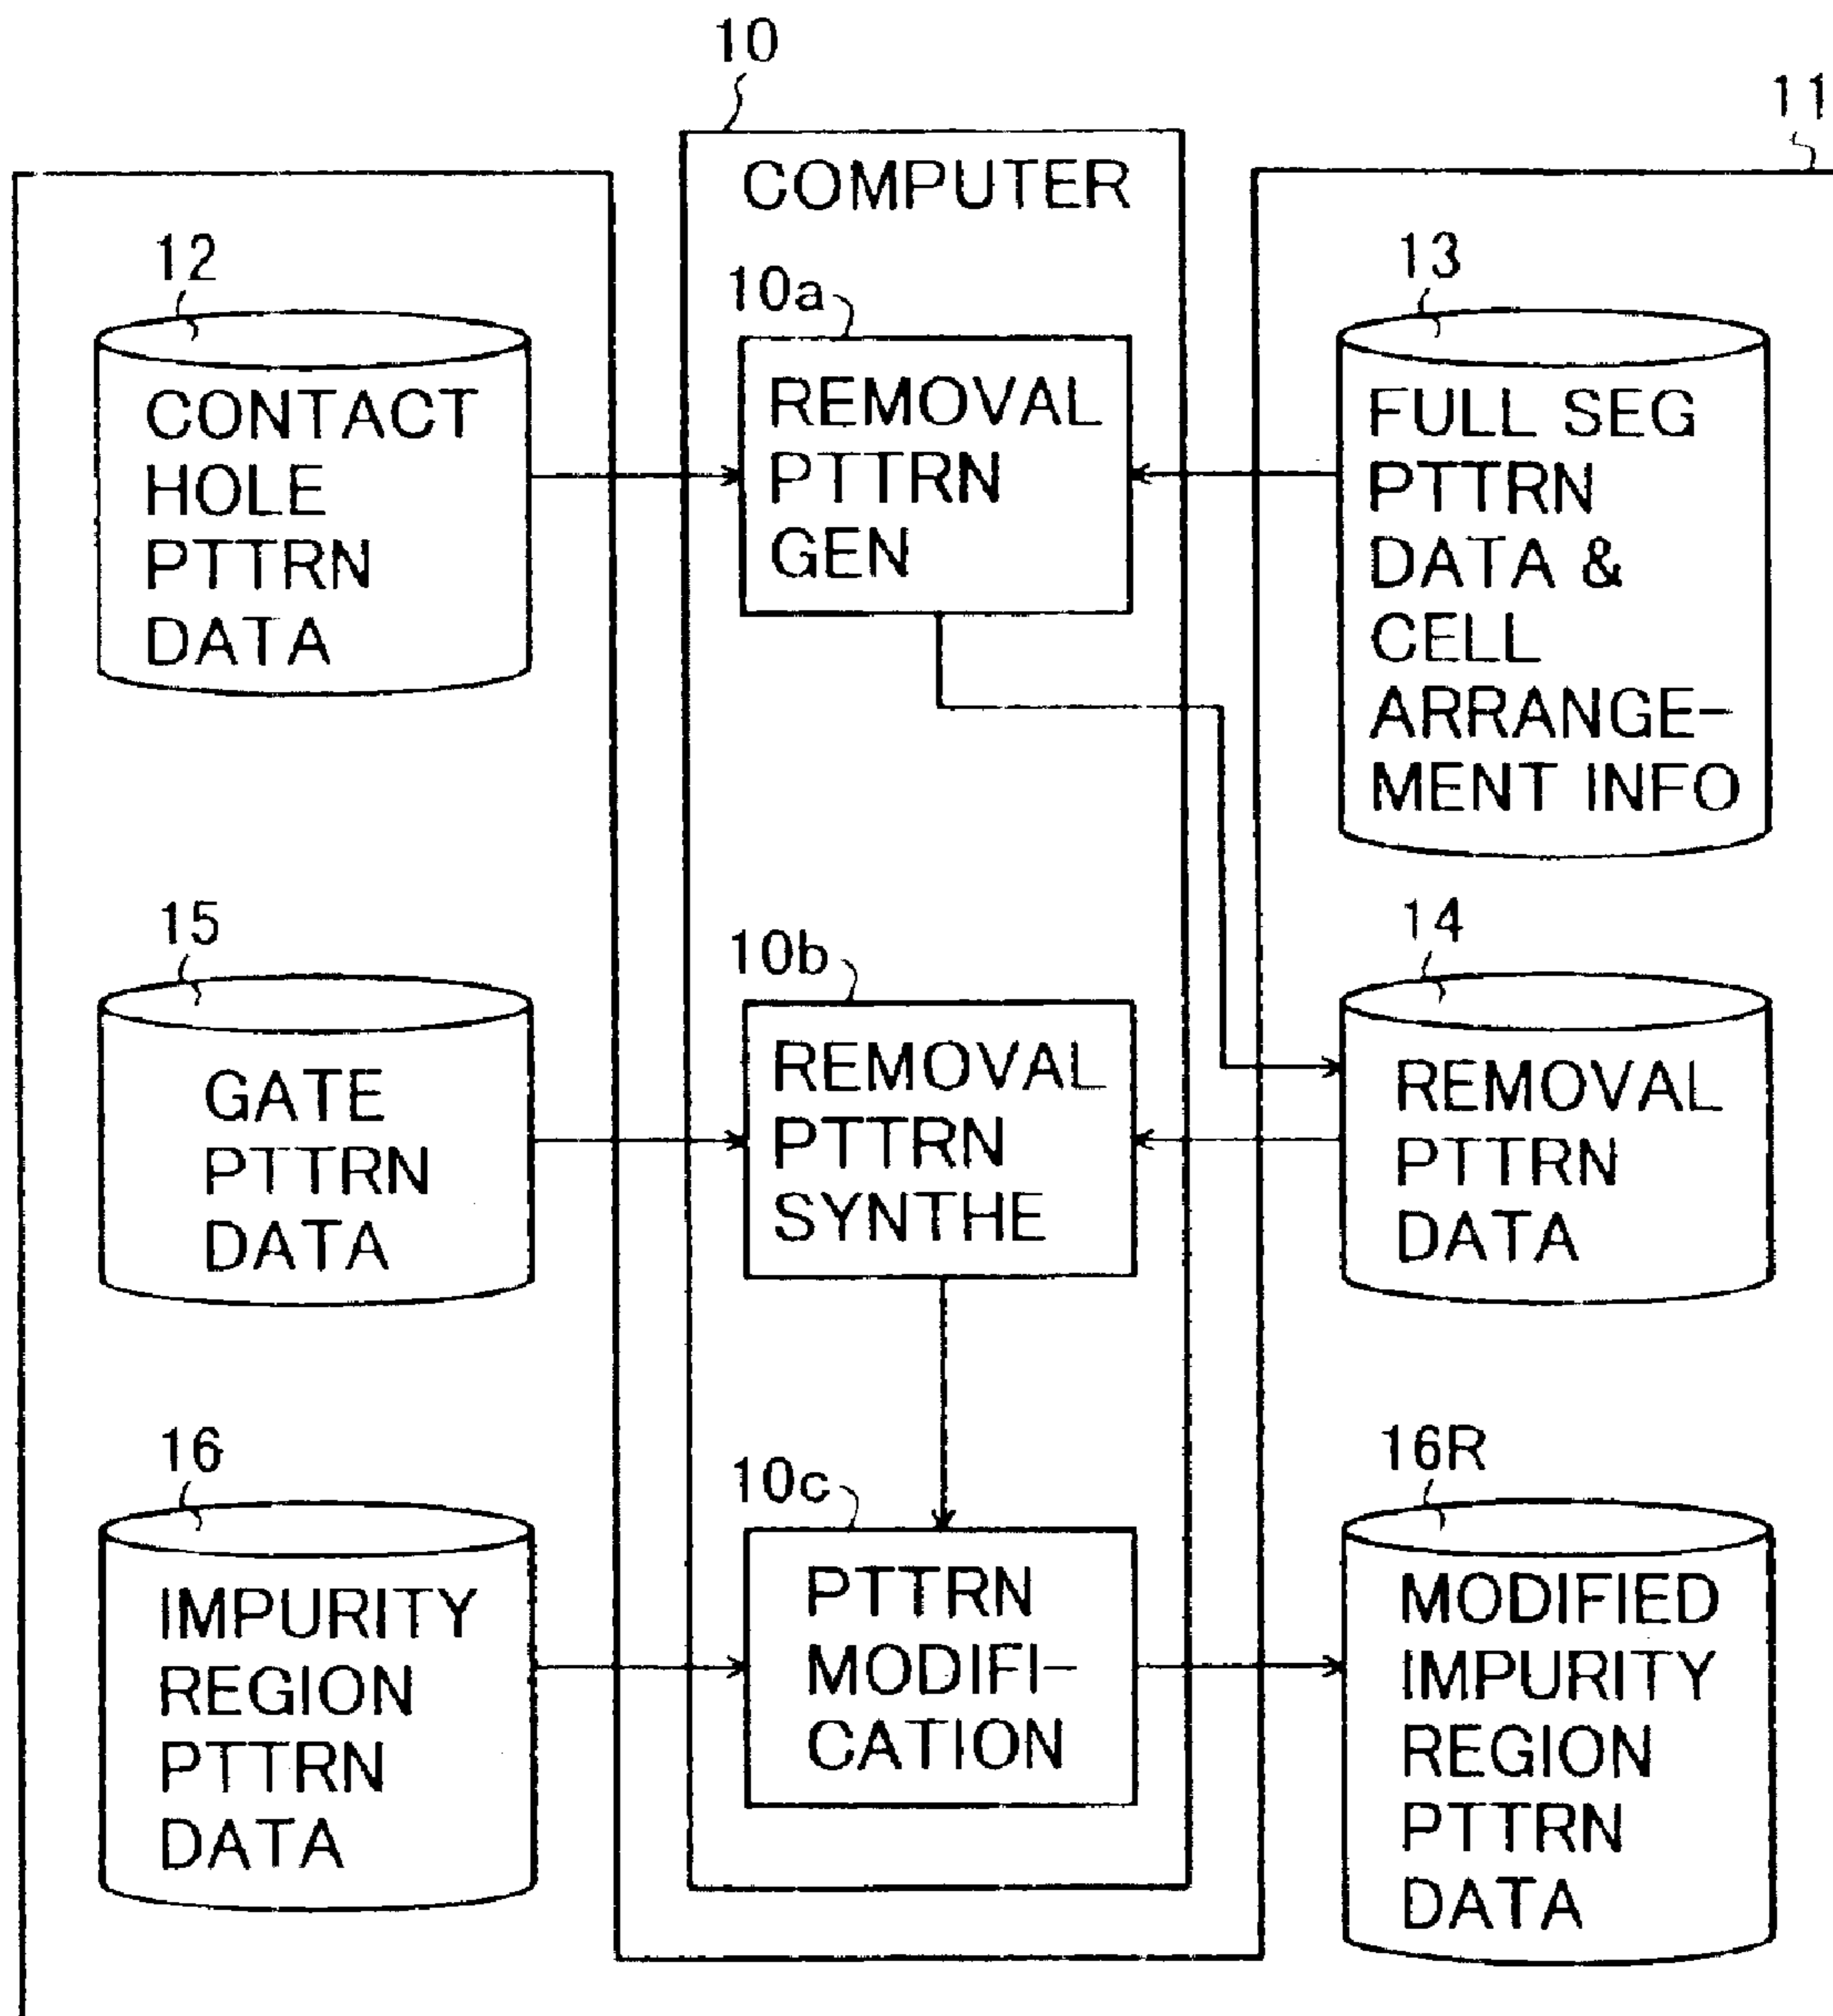 10
11
COMPUTER
12
CONTACT
HOLE
PTTRN
DATA
10a
REMOVAL
PTTRN
GEN
13
FULL SEG
PTTRN
DATA &
CELL
ARRANGE-
MENT INFO
15
GATE
PTTRN
DATA
10b
REMOVAL
PTTRN
SYNTHE
14
REMOVAL
PTTRN
DATA
16
IMPURITY
REGION
PTTRN
DATA
10c
PTTRN
MODIFI-
CATION
16R
MODIFIED
IMPURITY
REGION
PTTRN
DATA